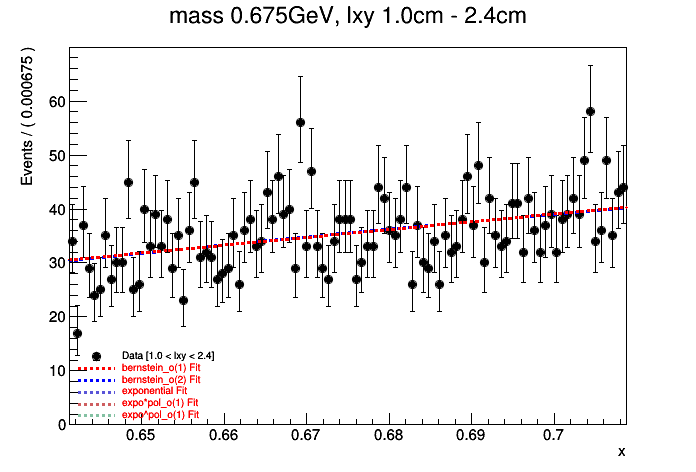 mass 0.675GeV, lxy 1.0cm - 2.4cm
Events / ( 0.000675 )
60
50
40
30
20
10
0
Data [1.0 < lxy < 2.4]
bernstein_o(1) Fit
bernstein_o(2) Fit
exponential Fit
expo*pol_o(1) Fit
expo*pol_o(1) Fit
0.65 0.66 0.67 0.68 0.69 0.7
x